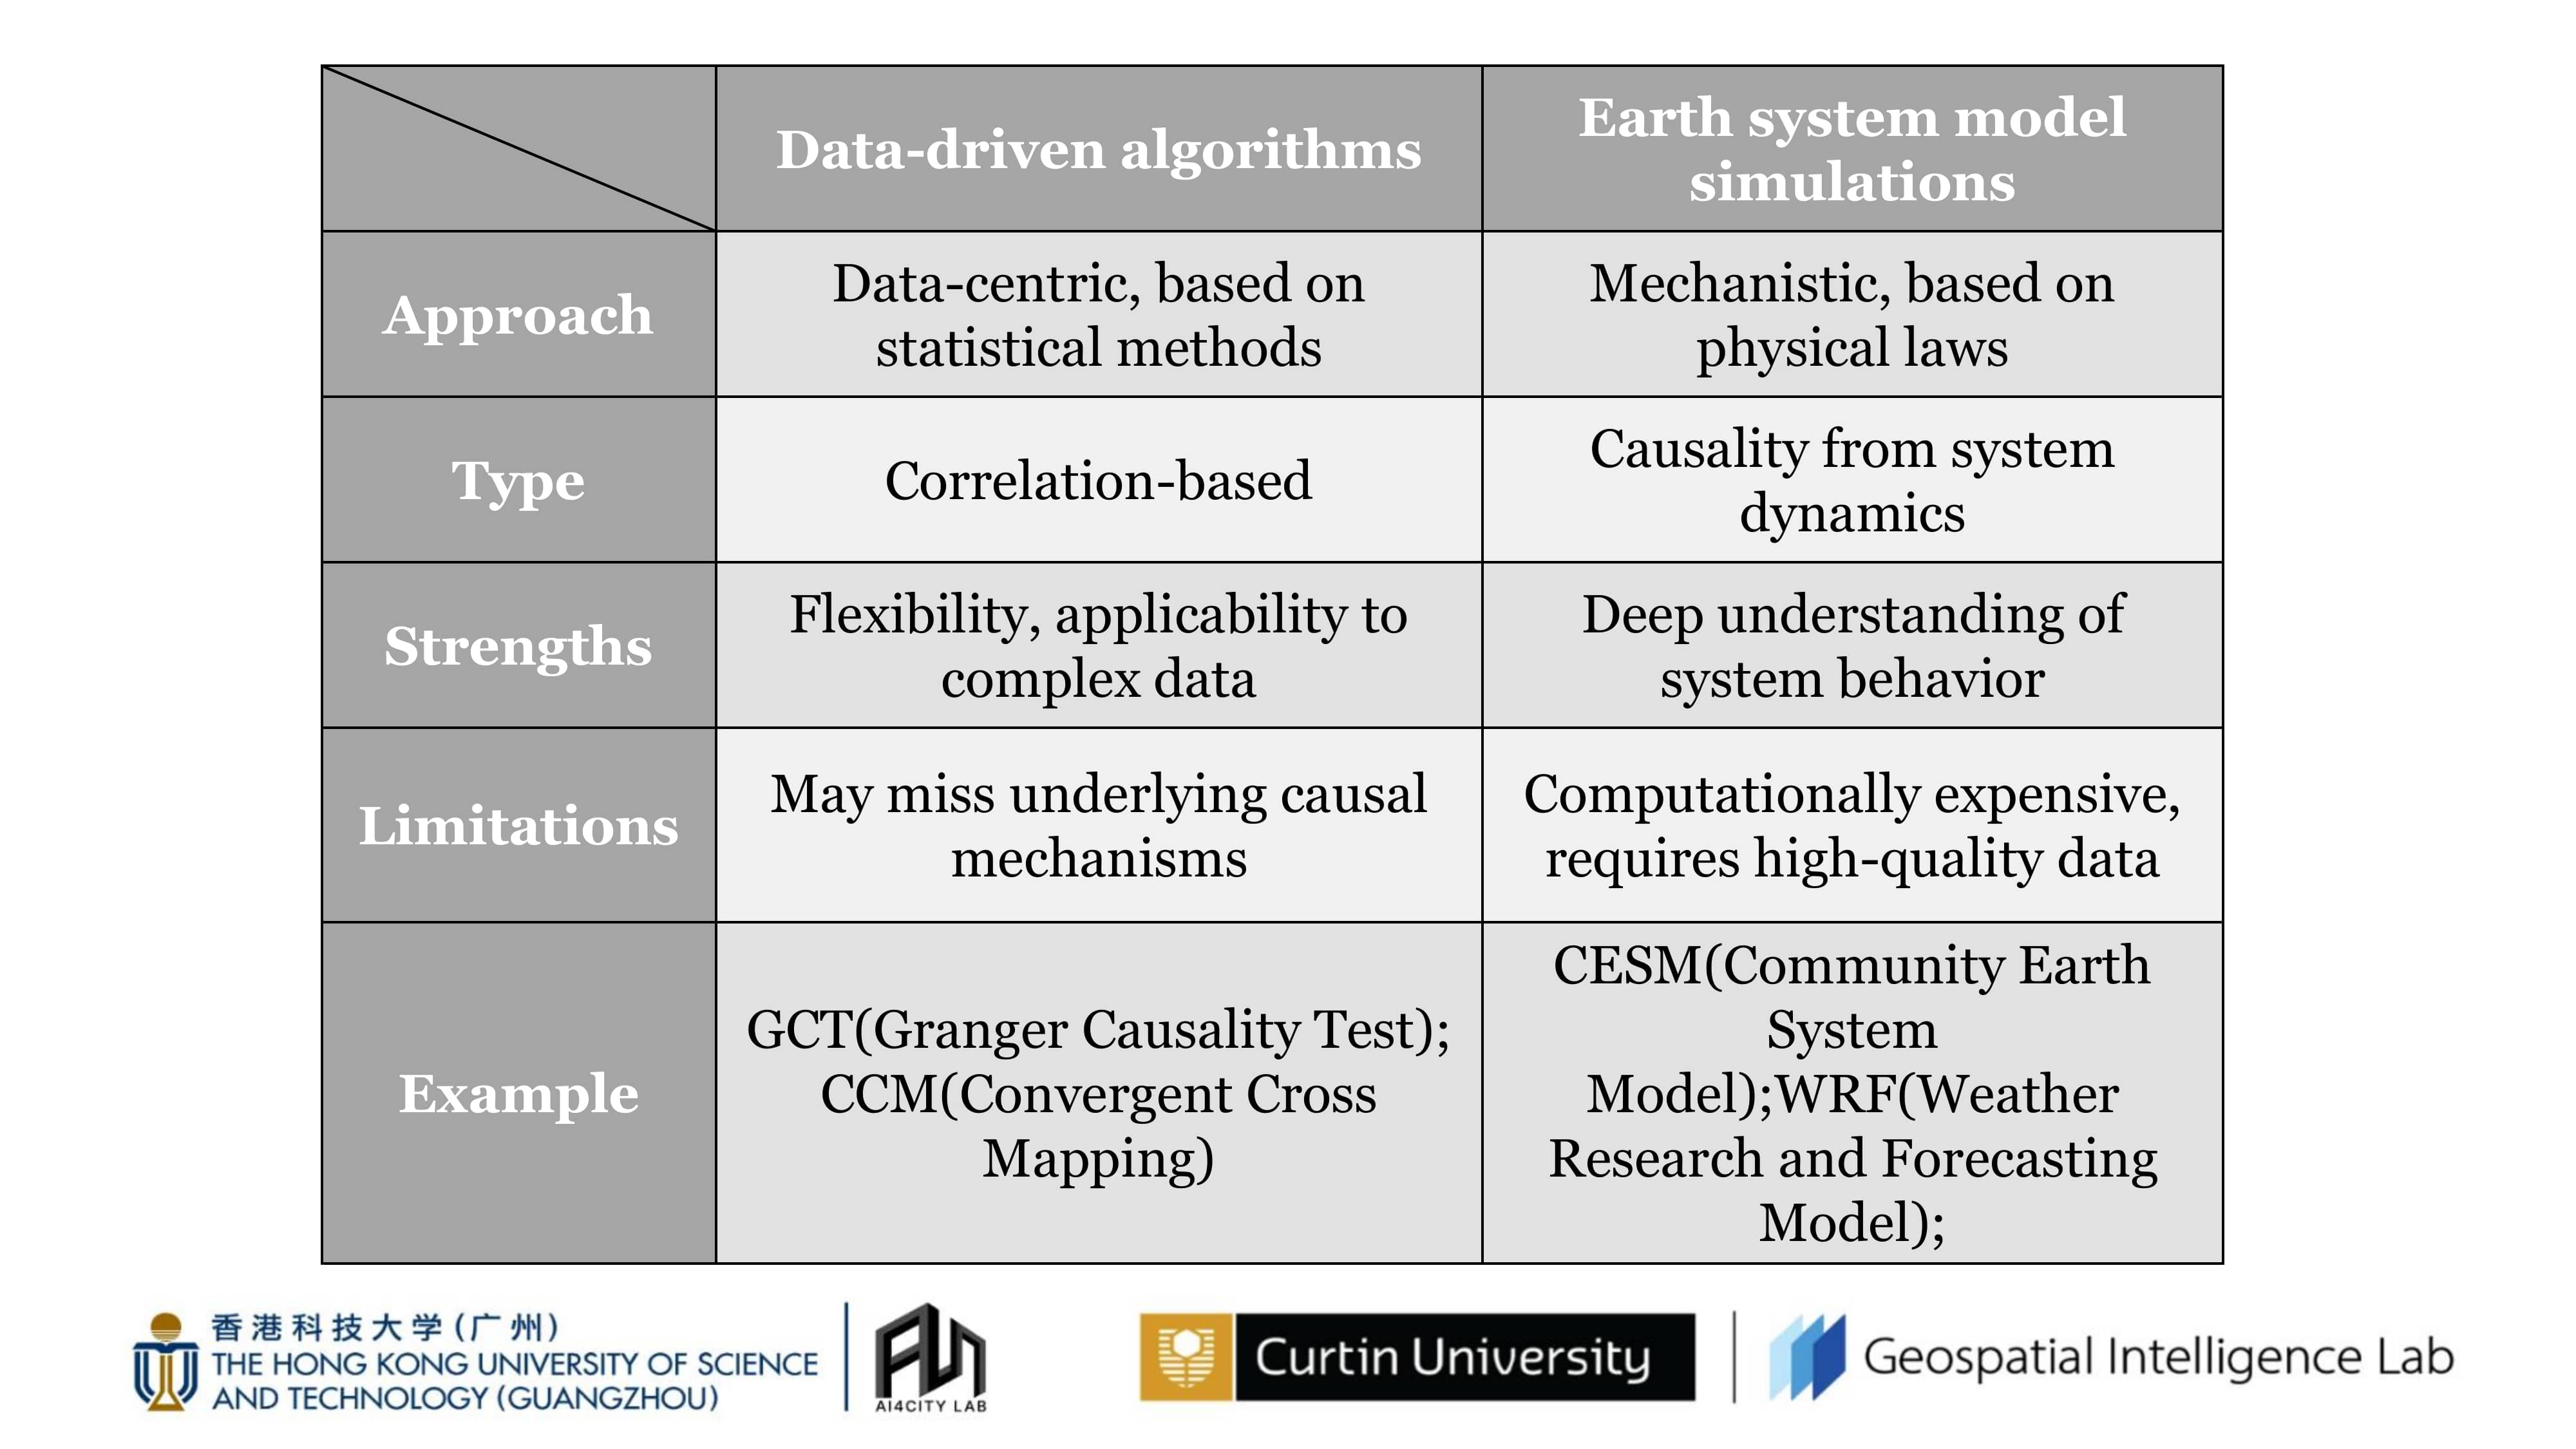 Data-driven algorithms
Earth system model
simulations
Approach
Data-centric, based on
statistical methods
Mechanistic, based on
physical laws
Type
Correlation-based
Causality from system
dynamics
Strengths
Flexibility, applicability to
complex data
Deep understanding of
system behavior
Limitations
May miss underlying causal
mechanisms
Computationally expensive,
requires high-quality data
Example
GCT(Granger Causality Test);
CCM(Convergent Cross
Mapping)
CESM(Community Earth
System
Model);WRF(Weather
Research and Forecasting
Model);
香港科技大学(广州)
THE HONG KONG UNIVERSITY OF SCIENCE
AND TECHNOLOGY (GUANGZHOU)
AI4CITY LAB
Curtin University
Geospatial Intelligence Lab